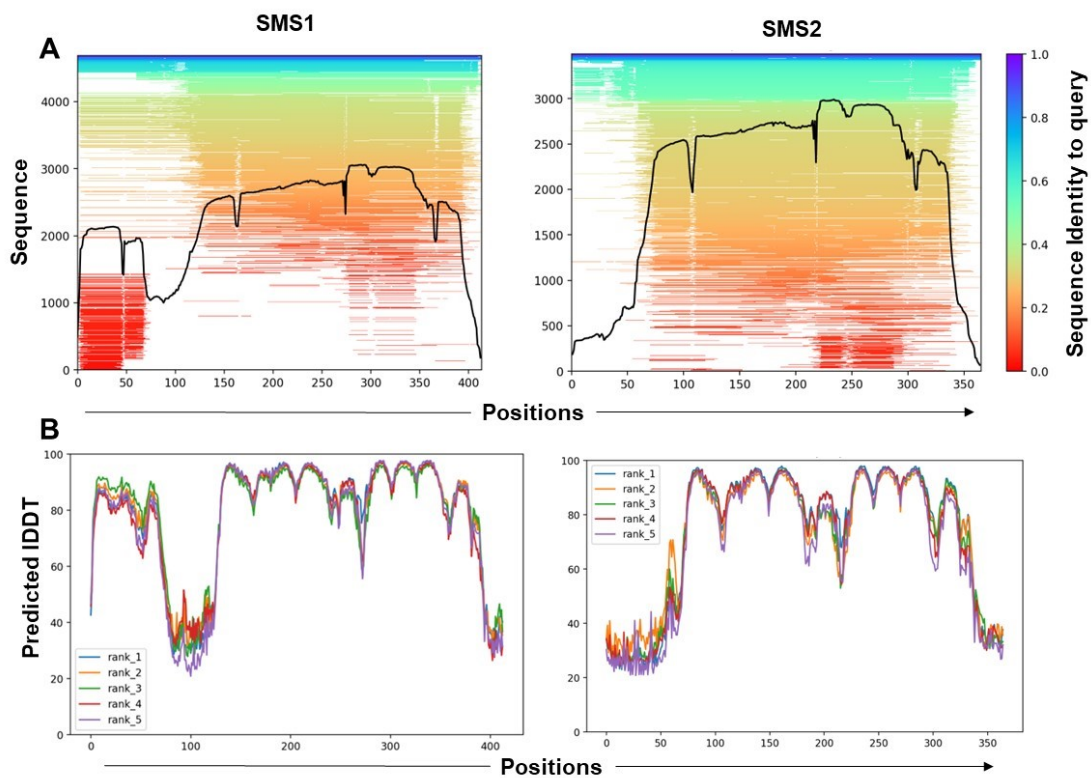 SMS1
SMS2
A
Sequence
4000
3000
2000
1000
0
0 50 100 150 200 250 300 350 400
3000
2500
2000
1500
1000
500
0
0 50 100 150 200 250 300 350
1.0
0.8
0.6
0.4
0.2
0.0
Sequence Identity to query
Positions
B
Predicted lDDT
100
80
60
40
20
0
0 100 200 300 400
rank_1
rank_2
rank_3
rank_4
rank_5
100
80
60
40
20
0
0 50 100 150 200 250 300 350
rank_1
rank_2
rank_3
rank_4
rank_5
Positions